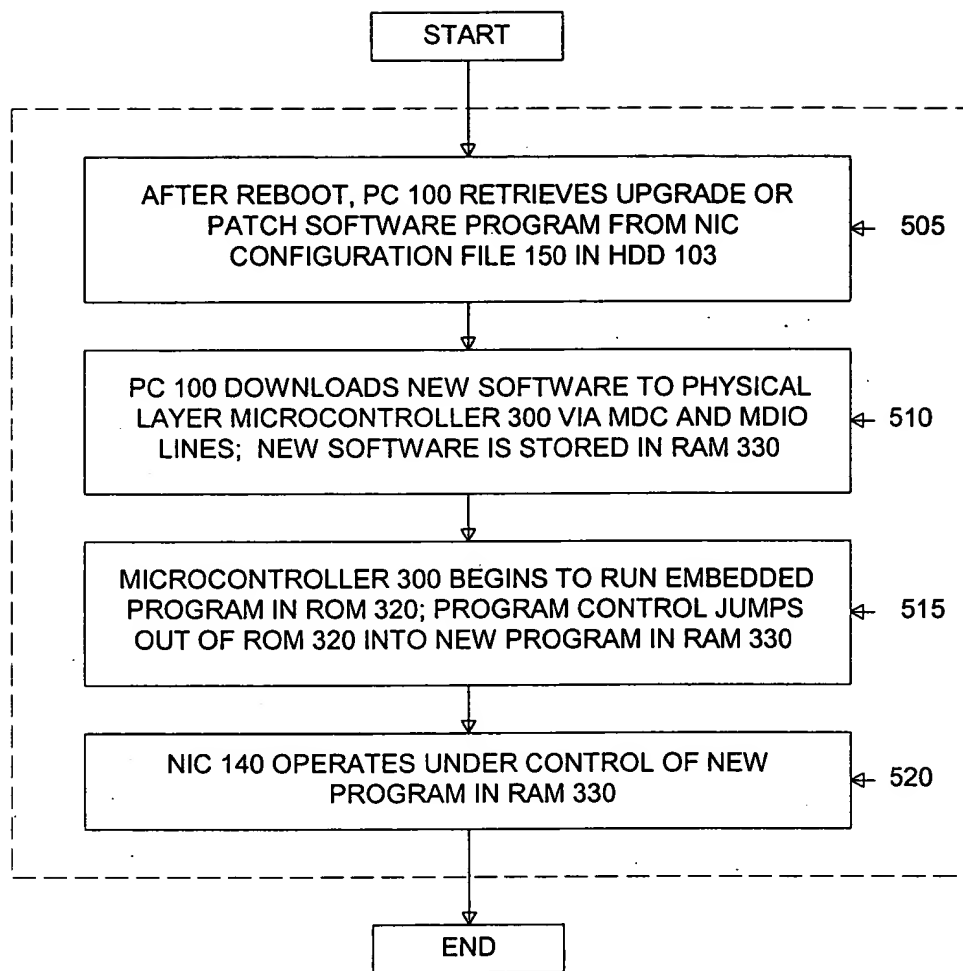 START
AFTER REBOOT, PC 100 RETRIEVES UPGRADE OR
PATCH SOFTWARE PROGRAM FROM NIC
CONFIGURATION FILE 150 IN HDD 103
505
PC 100 DOWNLOADS NEW SOFTWARE TO PHYSICAL
LAYER MICROCONTROLLER 300 VIA MDC AND MDIO
LINES; NEW SOFTWARE IS STORED IN RAM 330
510
MICROCONTROLLER 300 BEGINS TO RUN EMBEDDED
PROGRAM IN ROM 320; PROGRAM CONTROL JUMPS
OUT OF ROM 320 INTO NEW PROGRAM IN RAM 330
515
NIC 140 OPERATES UNDER CONTROL OF NEW
PROGRAM IN RAM 330
520
END